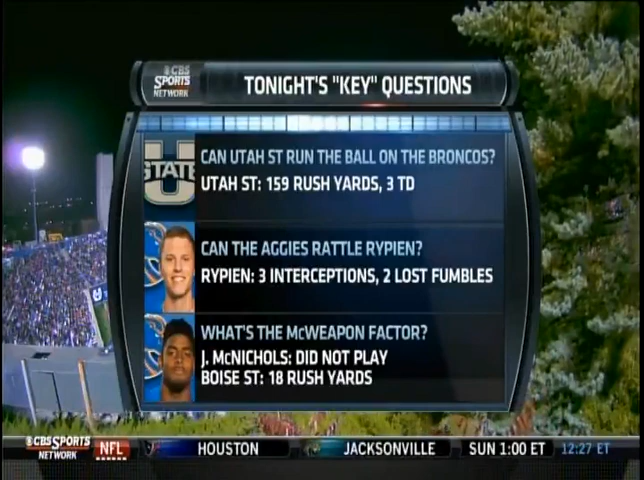 CBS
SPORTS
NETWORK
TONIGHT'S "KEY" QUESTIONS
STATE
U
CAN UTAH ST RUN THE BALL ON THE BRONCOS?
UTAH ST: 159 RUSH YARDS, 3 TD
CAN THE AGGIES RATTLE RYPIEN?
RYPIEN: 3 INTERCEPTIONS, 2 LOST FUMBLES
WHAT'S THE McWEAPON FACTOR?
J. McNICHOLS: DID NOT PLAY
BOISE ST: 18 RUSH YARDS
CBS SPORTS
NETWORK
NFL HOUSTON JACKSONVILLE SUN 1:00 ET 12:27 ET